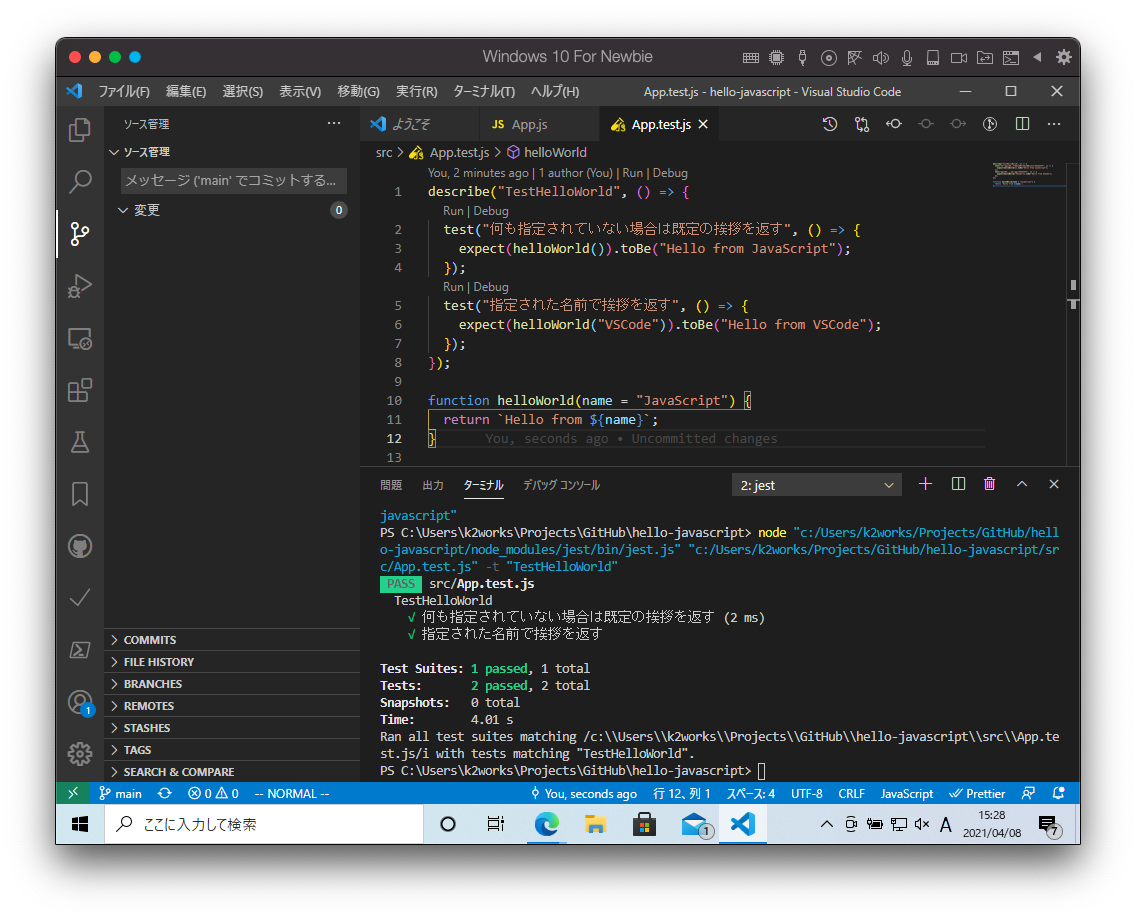 Windows 10 For Newbie
ファイル(F) 編集(E) 選択(S) 表示(V) 移動(G) 実行(R) ターミナル(T) ヘルプ(H) App.test.js - hello-javascript - Visual Studio Code
ソース管理
ソース管理
メッセージ ('main' でコミットする...
変更 0
COMMITS
FILE HISTORY
BRANCHES
REMOTES
STASHES
TAGS
SEARCH & COMPARE
1
ようこそ JS App.js App.test.js
src > App.test.js > helloWorld
You, 2 minutes ago | 1 author (You) | Run | Debug
1 describe("TestHelloWorld", () => {
Run | Debug
2 test("何も指定されていない場合は既定の挨拶を返す", () => {
3 expect(helloWorld()).toBe("Hello from JavaScript");
4 });
Run | Debug
5 test("指定された名前で挨拶を返す", () => {
6 expect(helloWorld("VSCode")).toBe("Hello from VSCode");
7 });
8 });
9
10 function helloWorld(name = "JavaScript") {
11 return `Hello from ${name}`;
12 } You, seconds ago • Uncommitted changes
13
問題 出力 ターミナル デバッグ コンソール 2: jest
javascript"
PS C:\Users\k2works\Projects\GitHub\hello-javascript> node "c:/Users/k2works/Projects/GitHub/hell
o-javascript/node_modules/jest/bin/jest.js" "c:/Users/k2works/Projects/GitHub/hello-javascript/sr
c/App.test.js" -t "TestHelloWorld"
PASS src/App.test.js
TestHelloWorld
√ 何も指定されていない場合は既定の挨拶を返す (2 ms)
√ 指定された名前で挨拶を返す
Test Suites: 1 passed, 1 total
Tests: 2 passed, 2 total
Snapshots: 0 total
Time: 4.01 s
Ran all test suites matching /c:\\Users\\k2works\\Projects\\GitHub\\hello-javascript\\src\\App.te
st.js/i with tests matching "TestHelloWorld".
PS C:\Users\k2works\Projects\GitHub\hello-javascript>
main 0 0 -- NORMAL -- You, seconds ago 行 12、列 1 スペース: 4 UTF-8 CRLF JavaScript Prettier
ここに入力して検索 1 A 15:28
2021/04/08 7